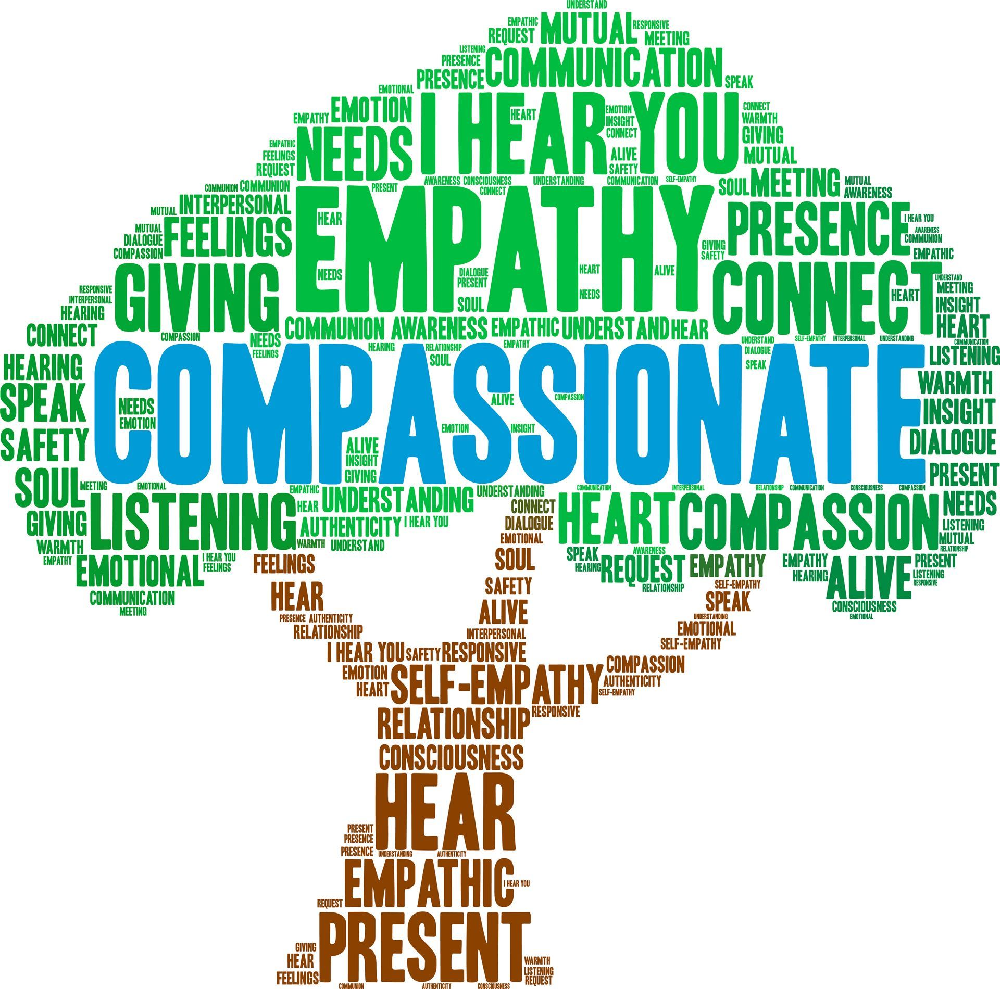 UNDERSTAND
EMPATHIC MUTUAL RESPONSIVE
REQUEST MEETING
LISTENING
PRESENCE COMMUNICATION
PRESENCE SPEAK
EMOTIONAL
EMOTION I HEAR YOU
EMPATHY HEART EMOTION CONNECT
INSIGHT WARMTH
NEEDS CONNECT GIVING
EMPATHIC
FEELINGS ALIVE MUTUAL
REQUEST SAFETY
AWARENESS CONSCIOUSNESS UNDERSTANDING COMMUNICATION SELF-EMPATHY
COMMUNION COMMUNION PRESENT CONNECT SOUL MEETING MUTUAL
AWARENESS
MUTUAL INTERPERSONAL EMPATHY PRESENCE
HEAR I HEAR YOU
MUTUAL FEELINGS AWARENESS
DIALOGUE COMMUNION
COMPASSION GIVING EMPATHIC
SAFETY
GIVING NEEDS DIALOGUE HEART ALIVE CONNECT UNDERSTAND
PRESENT
RESPONSIVE MEETING
INTERPERSONAL NEEDS HEART
HEARING SOUL INSIGHT
CONNECT COMMUNION AWARENESS EMPATHIC UNDERSTAND HEAR HEART
COMPASSION NEEDS UNDERSTAND SELF-EMPATHY INTERPERSONAL UNDERSTANDING COMMUNICATION
HEARING RELATIONSHIP EMPATHY
FEELINGS DIALOGUE LISTENING
HEARING SOUL SPEAK
COMPASSIONATE
SPEAK WARMTH
NEEDS ALIVE COMPASSION INSIGHT
EMOTION EMOTION INSIGHT
SAFETY ALIVE DIALOGUE
INSIGHT
GIVING PRESENT
SOUL MEETING EMOTIONAL EMPATHIC UNDERSTANDING UNDERSTANDING COMMUNICATION INTERPERSONAL RELATIONSHIP COMMUNICATION CONSCIOUSNESS COMPASSION
LISTENING HEAR CONNECT HEART COMPASSION NEEDS
GIVING AUTHENTICITY I HEAR YOU DIALOGUE LISTENING
WARMTH WARMTH UNDERSTAND EMOTIONAL MUTUAL
RELATIONSHIP
EMPATHY I HEAR YOU SPEAK AWARENESS
EMOTIONAL FEELINGS FEELINGS SOUL HEARING REQUEST EMPATHY EMPATHY ALIVE PRESENT
HEARING LISTENING
SAFETY RELATIONSHIP SELF-EMPATHY RESPONSIVE
COMMUNICATION HEAR SPEAK CONSCIOUSNESS
MEETING ALIVE EMOTIONAL
PRESENCE AUTHENTICITY UNDERSTANDING
RELATIONSHIP INTERPERSONAL EMOTIONAL
I HEAR YOU SAFETY RESPONSIVE SELF-EMPATHY
EMOTION SELF-EMPATHY COMPASSION
AUTHENTICITY
HEART SELF-EMPATHY
RELATIONSHIP RESPONSIVE
CONSCIOUSNESS
HEAR
PRESENT
PRESENCE
PRESENCE UNDERSTANDING AUTHENTICITY
EMPATHIC
I HEAR YOU
REQUEST
PRESENT
GIVING
HEAR WARMTH
FEELINGS LISTENING
REQUEST
COMMUNION AUTHENTICITY CONSCIOUSNESS